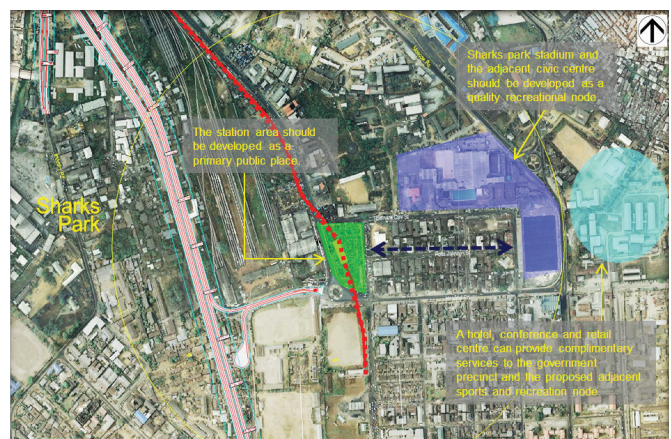 Sharks park stadium and
the adjacent civic centre
should be developed as a
quality recreational node.
The station area should
be developed as a
primary public place.
Sharks
Park
A hotel, conference and retail
centre can provide complimentary
services to the government
precinct and the proposed adjacent
sports and recreation node